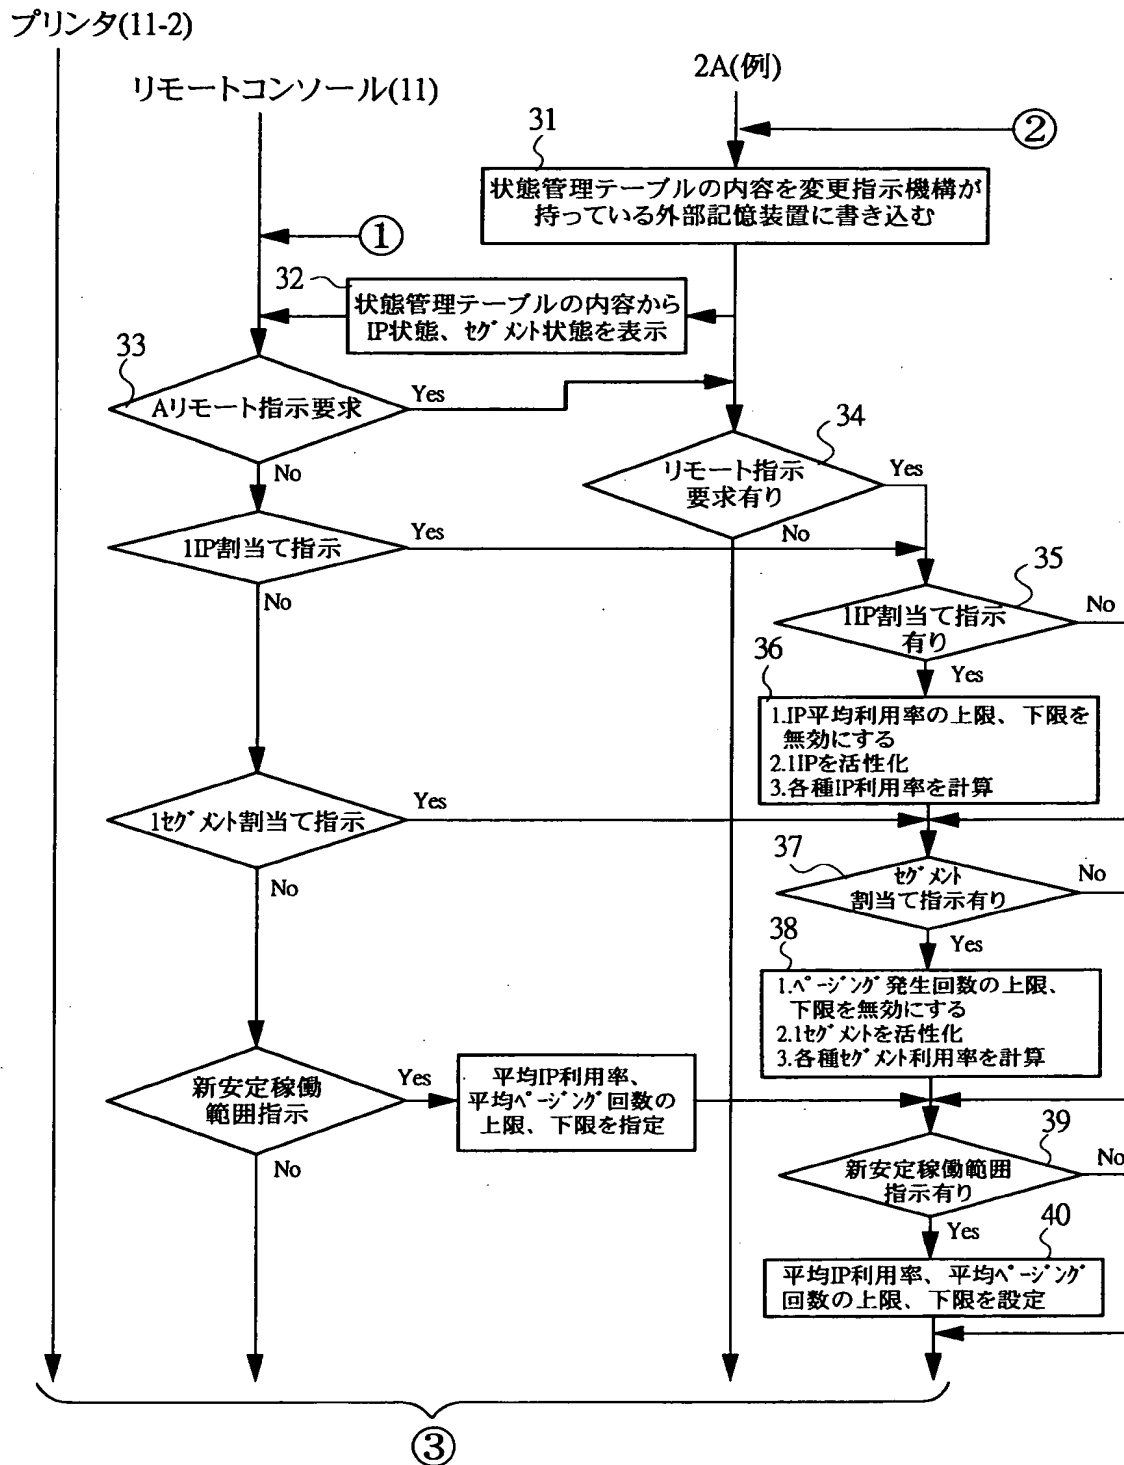 プリンタ(11-2)
リモートコンソール(11)
2A(例)
31
②
状態管理テーブルの内容を変更指示機構が
持っている外部記憶装置に書き込む
①
32
状態管理テーブルの内容から
IP状態、セグメント状態を表示
33
Aリモート指示要求
Yes
No
34
リモート指示
要求有り
Yes
No
1IP割当て指示
Yes
No
35
1IP割当て指示
有り
No
Yes
36
1.IP平均利用率の上限、下限を
無効にする
2.1IPを活性化
3.各種IP利用率を計算
1セグメント割当て指示
Yes
No
37
セグメント
割当て指示有り
No
Yes
38
1.ページング発生回数の上限、
下限を無効にする
2.1セグメントを活性化
3.各種セグメント利用率を計算
新安定稼働
範囲指示
Yes
No
平均IP利用率、
平均ページング回数の
上限、下限を指定
39
新安定稼働範囲
指示有り
No
Yes
40
平均IP利用率、平均ページング
回数の上限、下限を設定
③